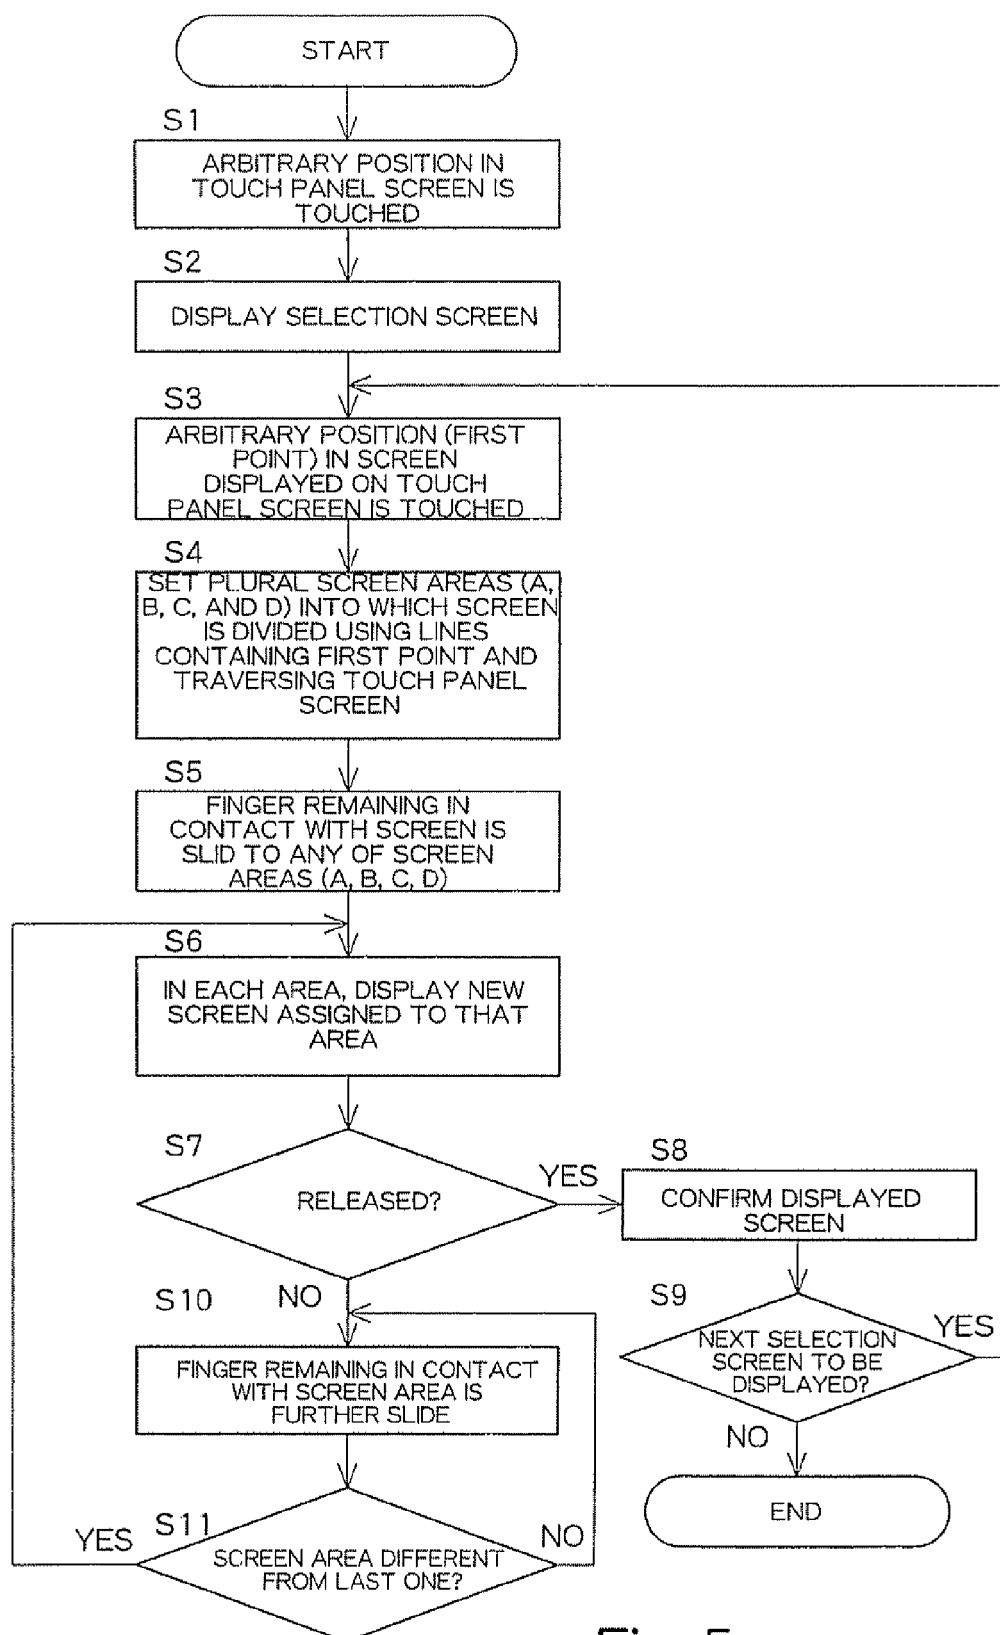 START
S1
ARBITRARY POSITION IN
TOUCH PANEL SCREEN IS
TOUCHED
S2
DISPLAY SELECTION SCREEN
S3
ARBITRARY POSITION (FIRST
POINT) IN SCREEN
DISPLAYED ON TOUCH
PANEL SCREEN IS TOUCHED
S4
SET PLURAL SCREEN AREAS (A,
B, C, AND D) INTO WHICH SCREEN
IS DIVIDED USING LINES
CONTAINING FIRST POINT AND
TRAVERSING TOUCH PANEL
SCREEN
S5
FINGER REMAINING IN
CONTACT WITH SCREEN IS
SLID TO ANY OF SCREEN
AREAS (A, B, C, D)
S6
IN EACH AREA, DISPLAY NEW
SCREEN ASSIGNED TO THAT
AREA
S7
RELEASED?
YES
NO
S8
CONFIRM DISPLAYED
SCREEN
S9
NEXT SELECTION
SCREEN TO BE
DISPLAYED?
YES
NO
END
S10
FINGER REMAINING IN CONTACT
WITH SCREEN AREA IS
FURTHER SLIDE
S11
SCREEN AREA DIFFERENT
FROM LAST ONE?
YES
NO